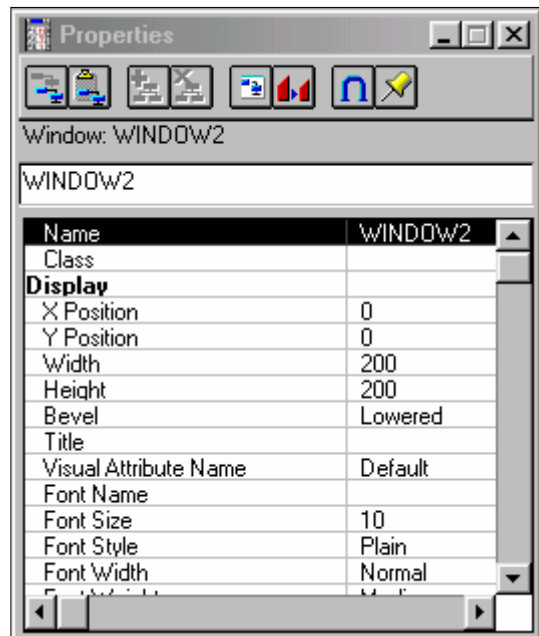 Properties
Window: WINDOW2
WINDOW2
Name WINDOW2
Class
Display
X Position 0
Y Position 0
Width 200
Height 200
Bevel Lowered
Title
Visual Attribute Name Default
Font Name
Font Size 10
Font Style Plain
Font Width Normal